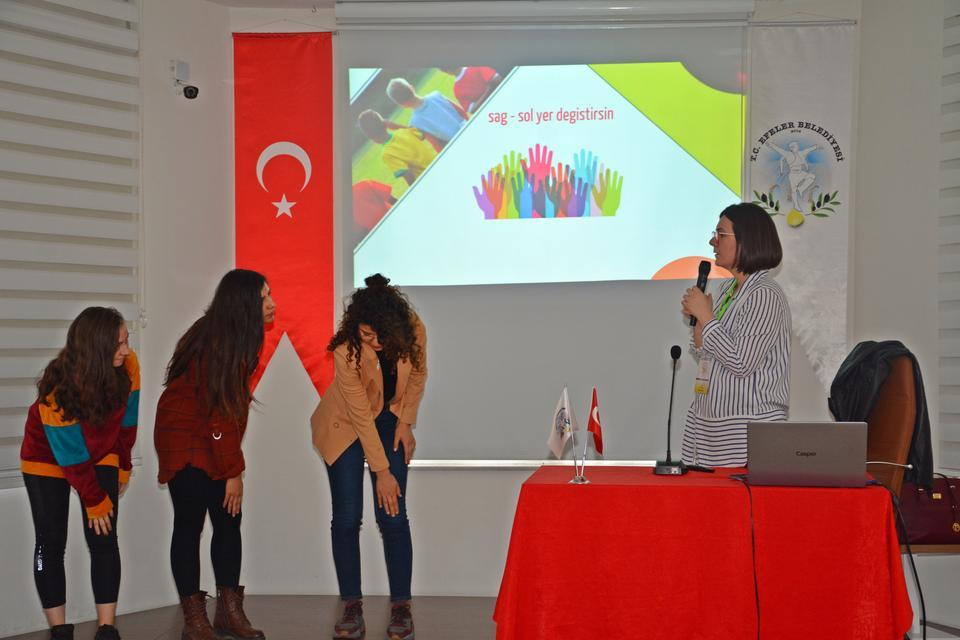 sag - sol yer degistirsin
T.C. EFELER BELEDİYESİ
Casper